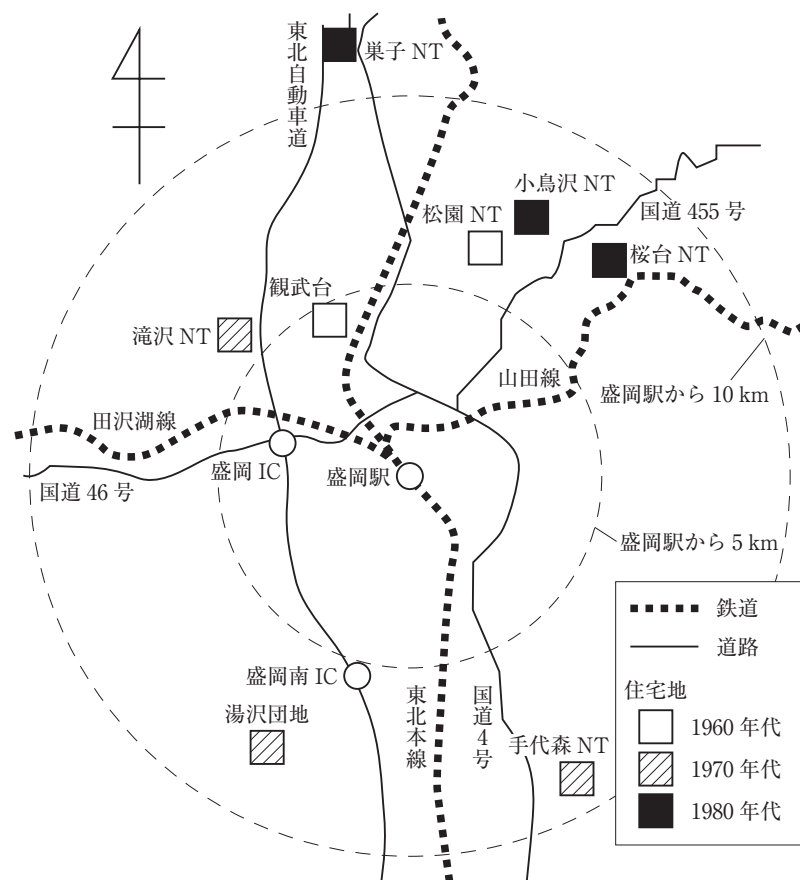 東北自動車道
巣子 NT
小鳥沢 NT
松園 NT
国道 455 号
桜台 NT
観武台
滝沢 NT
山田線
盛岡駅から 10 km
田沢湖線
盛岡 IC
盛岡駅
国道 46 号
盛岡駅から 5 km
鉄道
道路
盛岡南 IC
東北本線
国道4号
住宅地
湯沢団地
1960 年代
手代森 NT
1970 年代
1980 年代